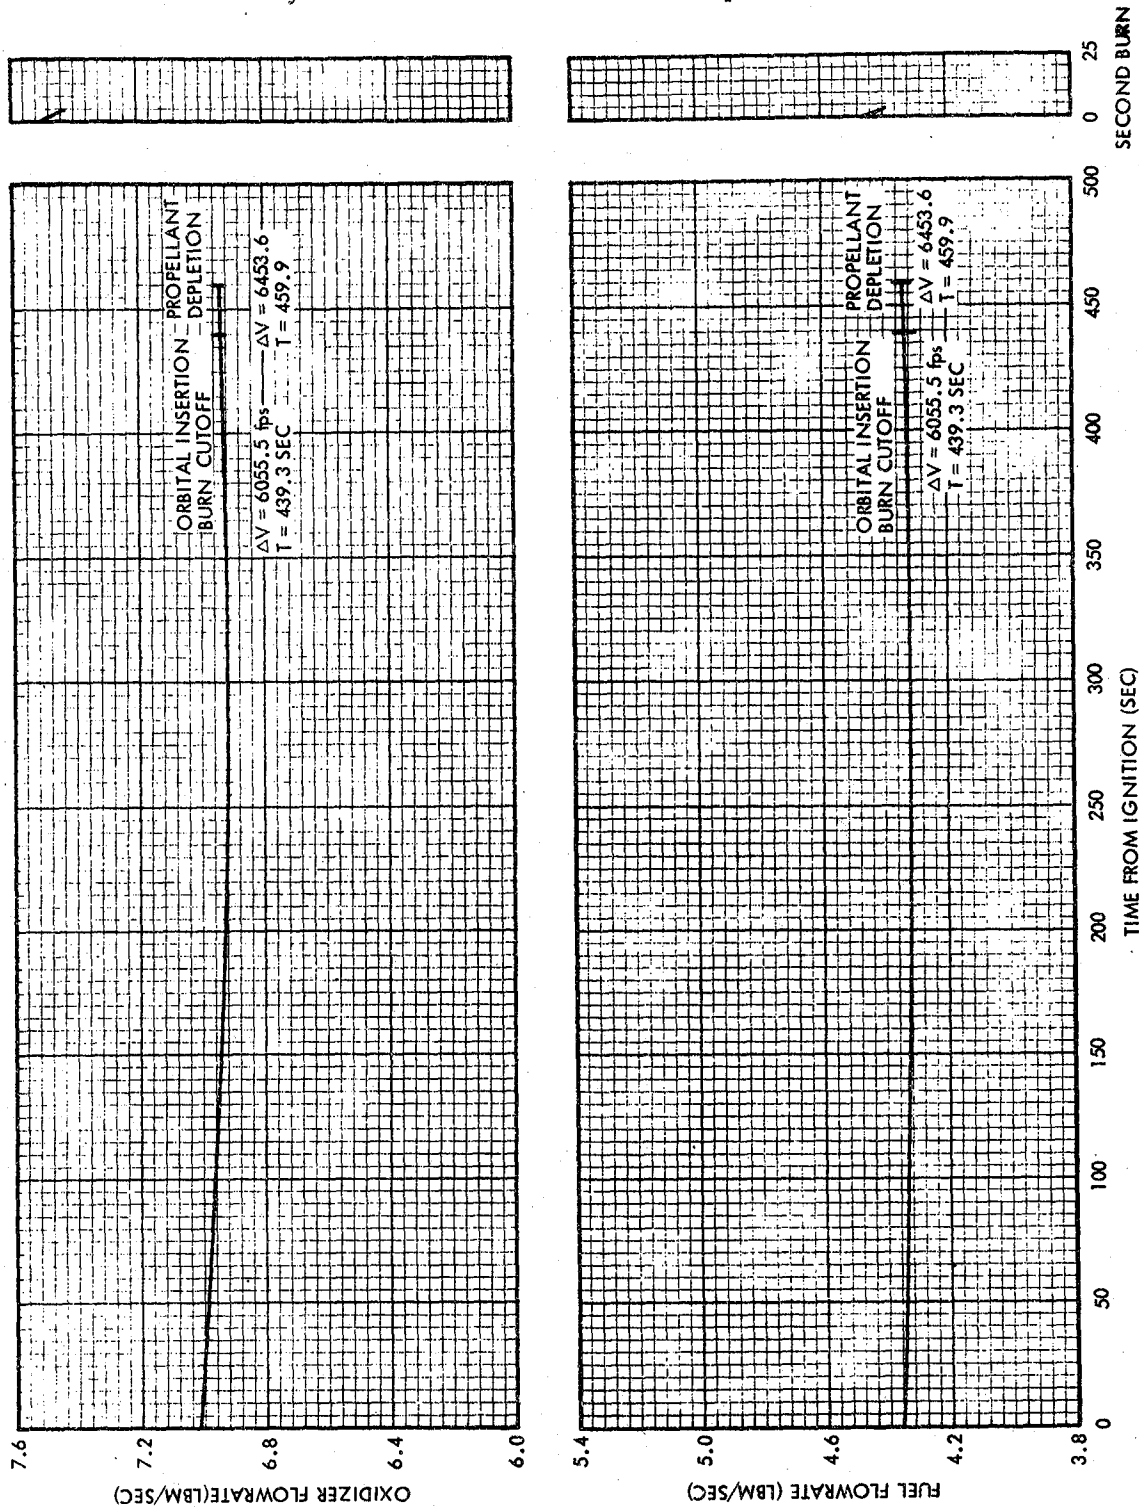 7.6
7.2
6.8
6.4
6.0
OXIDIZER FLOWRATE(LBM/SEC)
ORBITAL INSERTION
BURN CUTOFF
PROPELLANT
DEPLETION
ΔV = 6055.5 fps
T = 439.3 SEC
ΔV = 6453.6
T = 459.9
5.4
5.0
4.6
4.2
3.8
FUEL FLOWRATE (LBM/SEC)
ORBITAL INSERTION
BURN CUTOFF
PROPELLANT
DEPLETION
ΔV = 6055.5 fps
T = 439.3 SEC
ΔV = 6453.6
T = 459.9
0 50 100 150 200 250 300 350 400 450 500
0 25
TIME FROM IGNITION (SEC)
SECOND BURN